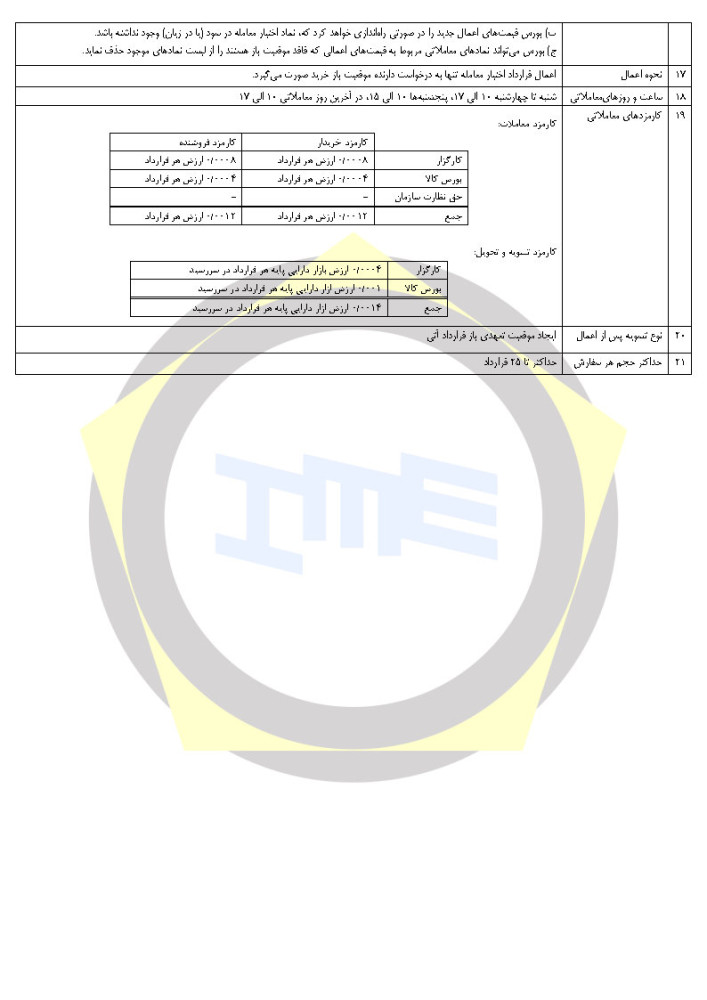 ب) بورس قیمت‌های اعمال جدید را در صورتی راه‌اندازی خواهد کرد که، نماد اختیار معامله در سود (یا در زیان) وجود نداشته باشد.
ج) بورس می‌تواند نمادهای معاملاتی مربوط به قیمت‌های اعمالی که فاقد موقعیت باز هستند را از لیست نمادهای موجود حذف نماید.
۱۷ نحوه اعمال اعمال قرارداد اختیار معامله تنها به درخواست دارنده موقعیت باز خرید صورت می‌گیرد.
۱۸ ساعت و روزهای‌معاملاتی شنبه تا چهارشنبه ۱۰ الی ۱۷، پنجشنبه‌ها ۱۰ الی ۱۵، در آخرین روز معاملاتی ۱۰ الی ۱۷
۱۹ کارمزدهای معاملاتی
کارمزد معاملات:
کارمزد خریدار کارمزد فروشنده
کارگزار ۰/۰۰۰۸ ارزش هر قرارداد ۰/۰۰۰۸ ارزش هر قرارداد
بورس کالا ۰/۰۰۰۴ ارزش هر قرارداد ۰/۰۰۰۴ ارزش هر قرارداد
حق نظارت سازمان - -
جمع ۰/۰۰۱۲ ارزش هر قرارداد ۰/۰۰۱۲ ارزش هر قرارداد
کارمزد تسویه و تحویل:
کارگزار ۰/۰۰۰۴ ارزش بازار دارایی پایه هر قرارداد در سررسید
بورس کالا ۰/۰۰۱ ارزش ازار دارایی پایه هر قرارداد در سررسید
جمع ۰/۰۰۱۴ ارزش ازار دارایی پایه هر قرارداد در سررسید
۲۰ نوع تسویه پس از اعمال ایجاد موقعیت تعهدی باز قرارداد آتی
۲۱ حداکثر حجم هر سفارش حداکثر تا ۲۵ قرارداد
IME